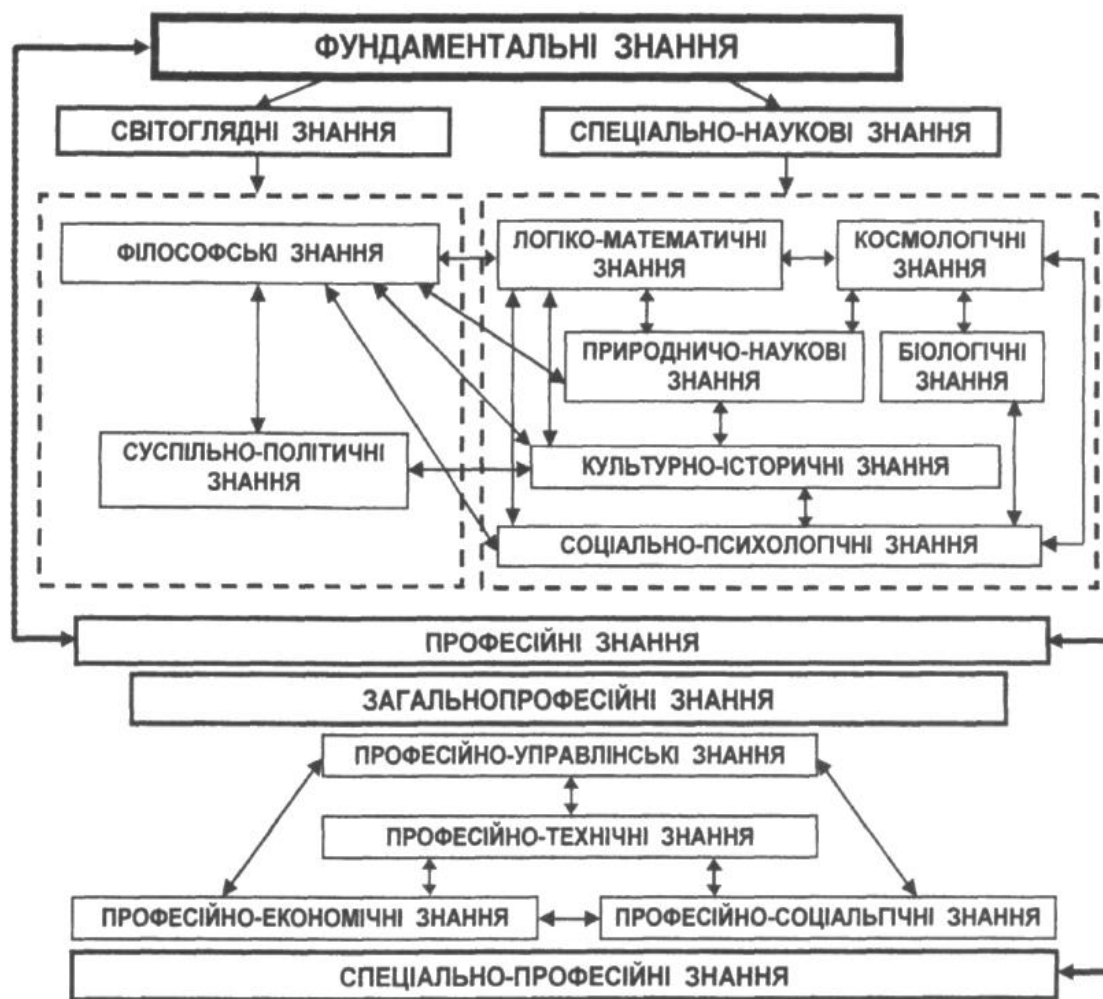 ФУНДАМЕНТАЛЬНІ ЗНАННЯ
СВІТОГЛЯДНІ ЗНАННЯ
СПЕЦІАЛЬНО-НАУКОВІ ЗНАННЯ
ФІЛОСОФСЬКІ ЗНАННЯ
ЛОГІКО-МАТЕМАТИЧНІ
ЗНАННЯ
КОСМОЛОГІЧНІ
ЗНАННЯ
ПРИРОДНИЧО-НАУКОВІ
ЗНАННЯ
БІОЛОГІЧНІ
ЗНАННЯ
СУСПІЛЬНО-ПОЛІТИЧНІ
ЗНАННЯ
КУЛЬТУРНО-ІСТОРИЧНІ ЗНАННЯ
СОЦІАЛЬНО-ПСИХОЛОГІЧНІ ЗНАННЯ
ПРОФЕСІЙНІ ЗНАННЯ
ЗАГАЛЬНОПРОФЕСІЙНІ ЗНАННЯ
ПРОФЕСІЙНО-УПРАВЛІНСЬКІ ЗНАННЯ
ПРОФЕСІЙНО-ТЕХНІЧНІ ЗНАННЯ
ПРОФЕСІЙНО-ЕКОНОМІЧНІ ЗНАННЯ
ПРОФЕСІЙНО-СОЦІАЛЬГІЧНІ ЗНАННЯ
СПЕЦІАЛЬНО-ПРОФЕСІЙНІ ЗНАННЯ